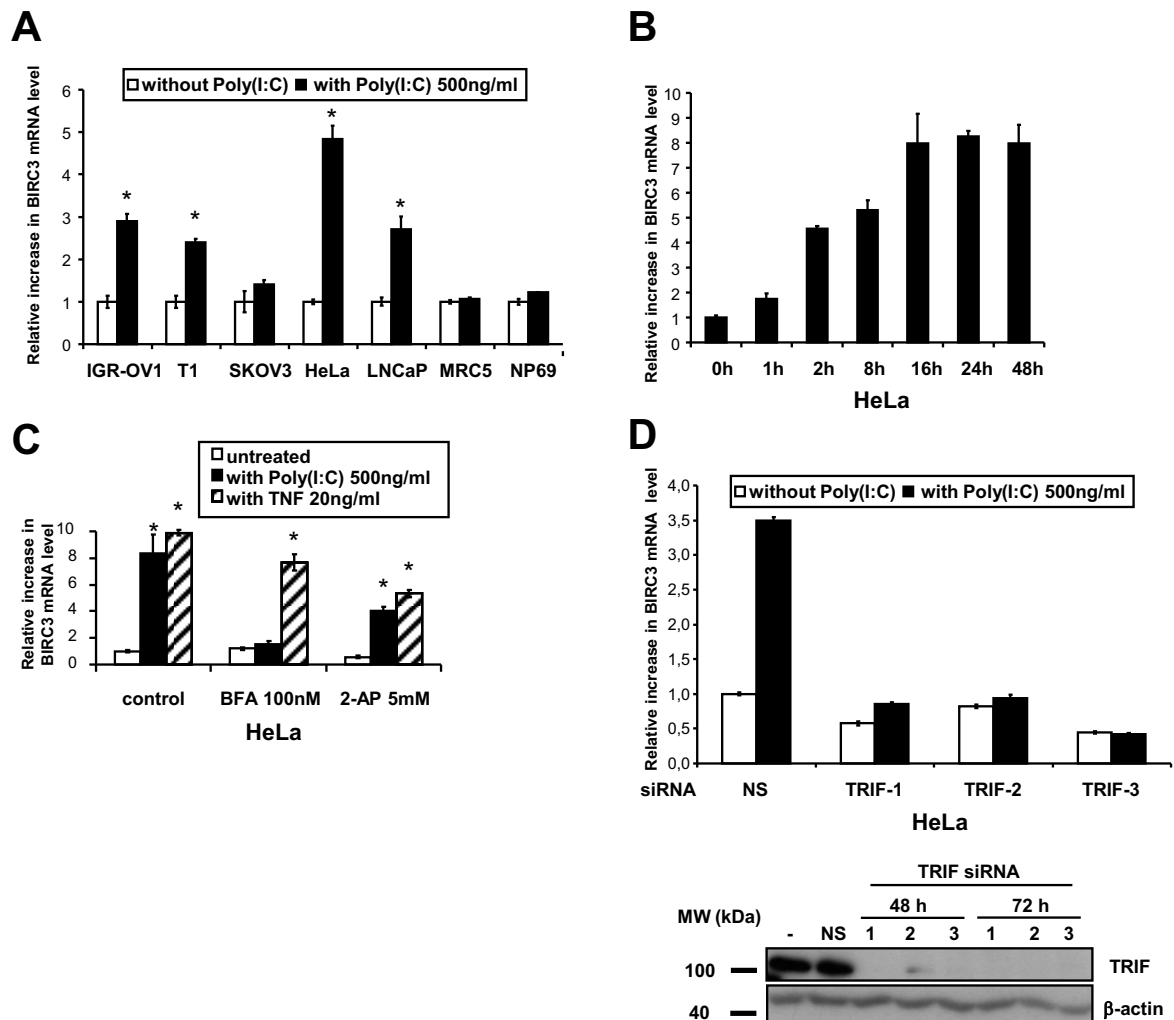 A
without Poly(I:C) with Poly(I:C) 500ng/ml
Relative increase in BIRC3 mRNA level
6
5
4
3
2
1
0
* * * *
IGR-OV1 T1 SKOV3 HeLa LNCaP MRC5 NP69
B
Relative increase in BIRC3 mRNA level
10
9
8
7
6
5
4
3
2
1
0
0h 1h 2h 8h 16h 24h 48h
HeLa
C
untreated
with Poly(I:C) 500ng/ml
with TNF 20ng/ml
Relative increase in
BIRC3 mRNA level
10
8
6
4
2
0
* * * * *
control BFA 100nM 2-AP 5mM
HeLa
D
without Poly(I:C) with Poly(I:C) 500ng/ml
Relative increase in BIRC3 mRNA level
4,0
3,5
3,0
2,5
2,0
1,5
1,0
0,5
0,0
siRNA NS TRIF-1 TRIF-2 TRIF-3
HeLa
TRIF siRNA
48 h 72 h
MW (kDa)
- NS 1 2 3 1 2 3
100 TRIF
40 β-actin